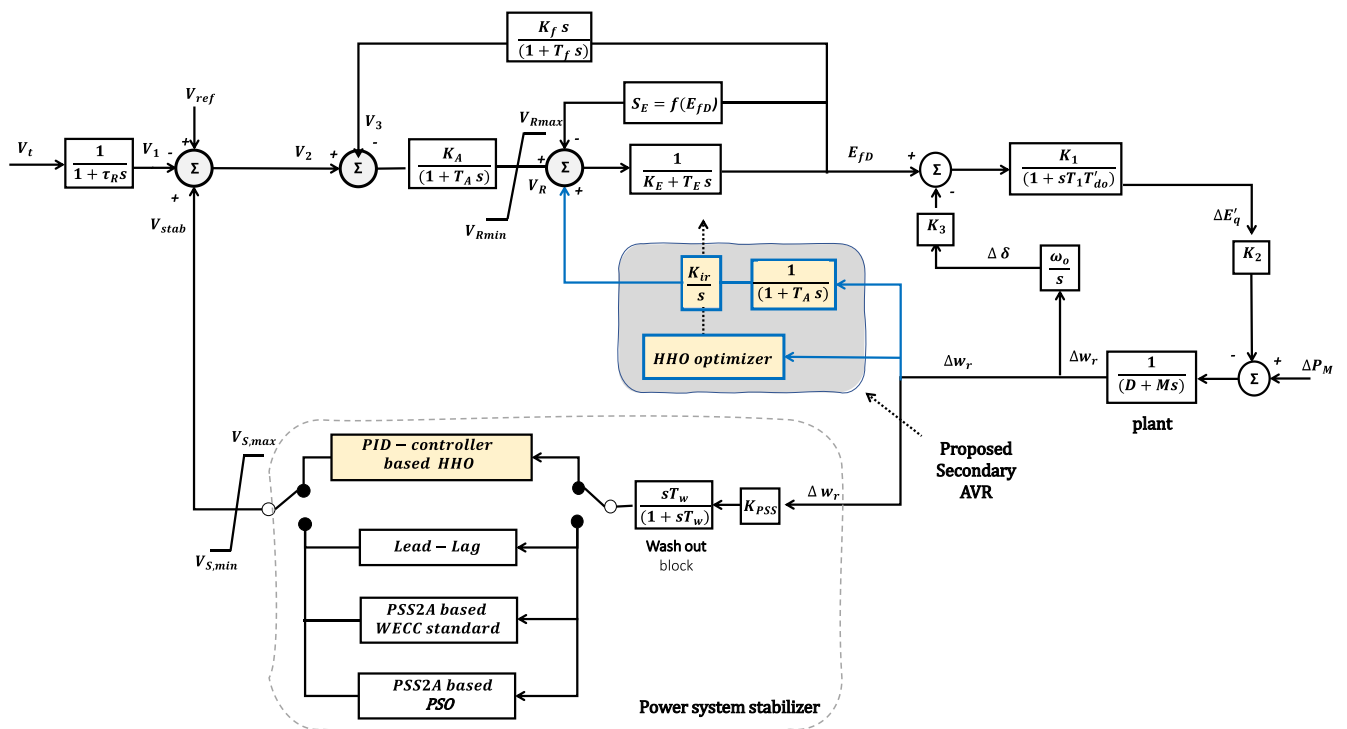 K_f s
(1 + T_f s)
V_ref
V_3
S_E = f(E_fD)
V_Rmax
V_t
1
1 + τ_R s
V_1
-
+
Σ
+
V_2
+
-
Σ
K_A
(1 + T_A s)
+
-
Σ
+
V_R
1
K_E + T_E s
E_fD
+
Σ
-
K_1
(1 + sT_1T′_do)
V_stab
V_Rmin
K_3
ΔE′_q
K_2
Δ δ
ω_o
s
K_ir
s
1
(1 + T_A s)
HHO optimizer
Δw_r
Δw_r
1
(D + Ms)
plant
-
+
Σ
ΔP_M
Proposed
Secondary
AVR
V_S,max
V_S,min
PID − controller
based HHO
sT_w
(1 + sT_w)
K_PSS
Δ w_r
Wash out
block
Lead − Lag
PSS2A based
WECC standard
PSS2A based
PSO
Power system stabilizer